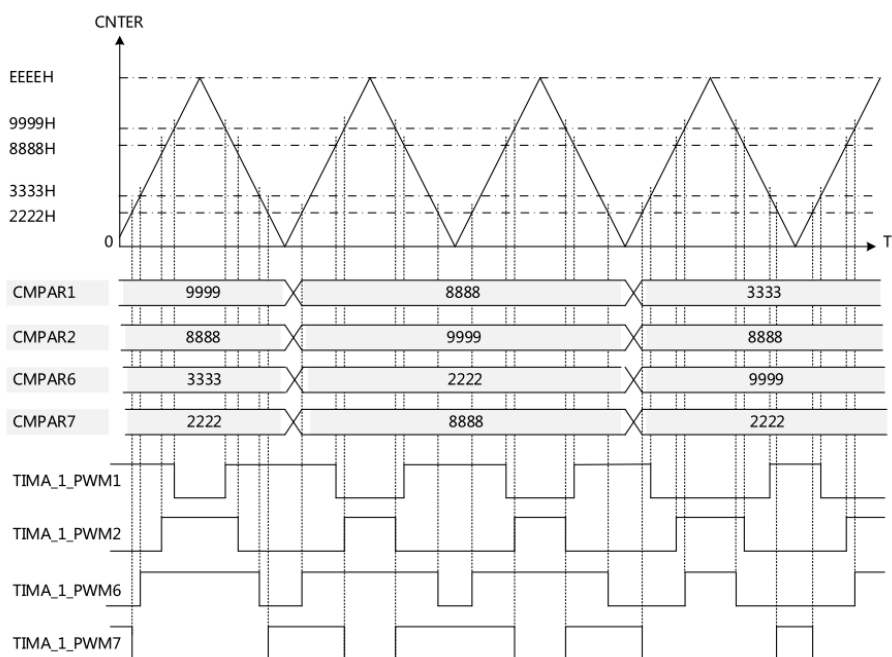 CNTER
EEEEH
9999H
8888H
3333H
2222H
0
T
CMPAR1 9999 8888 3333
CMPAR2 8888 9999 8888
CMPAR6 3333 2222 9999
CMPAR7 2222 8888 2222
TIMA_1_PWM1
TIMA_1_PWM2
TIMA_1_PWM6
TIMA_1_PWM7